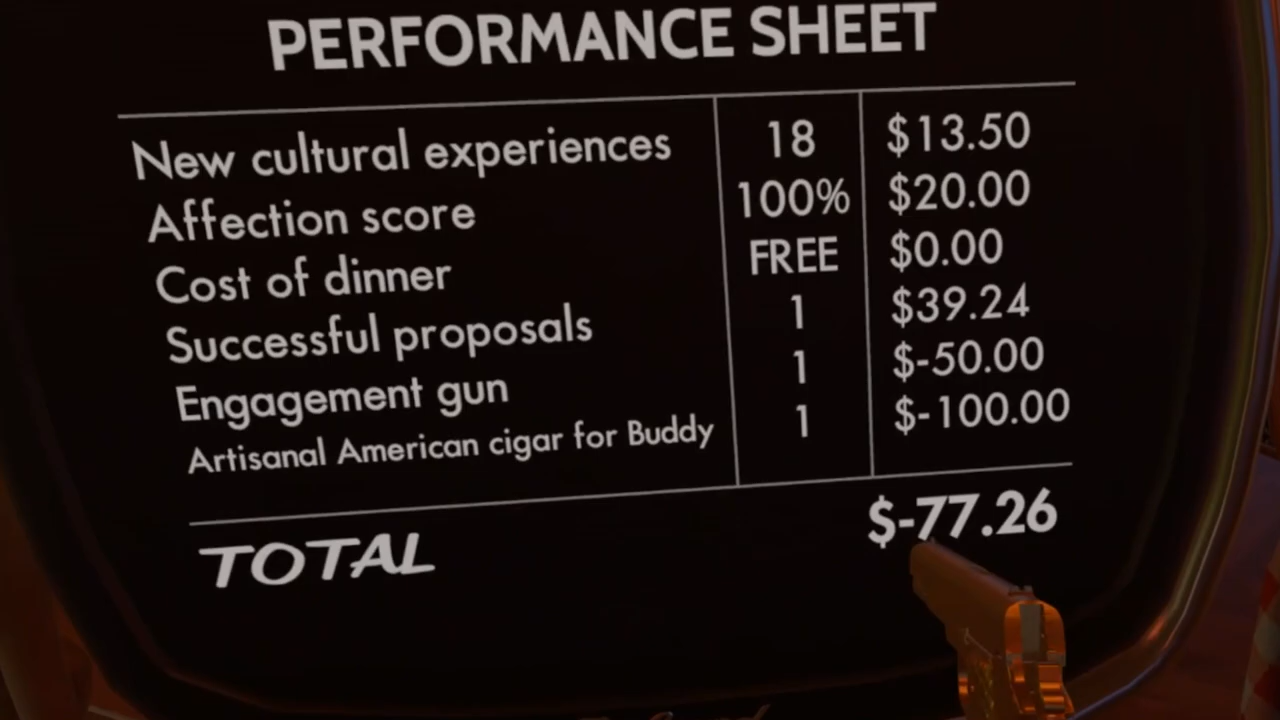 PERFORMANCE SHEET
New cultural experiences 18 $13.50
Affection score 100% $20.00
Cost of dinner FREE $0.00
Successful proposals 1 $39.24
Engagement gun 1 $-50.00
Artisanal American cigar for Buddy 1 $-100.00
TOTAL $-77.26